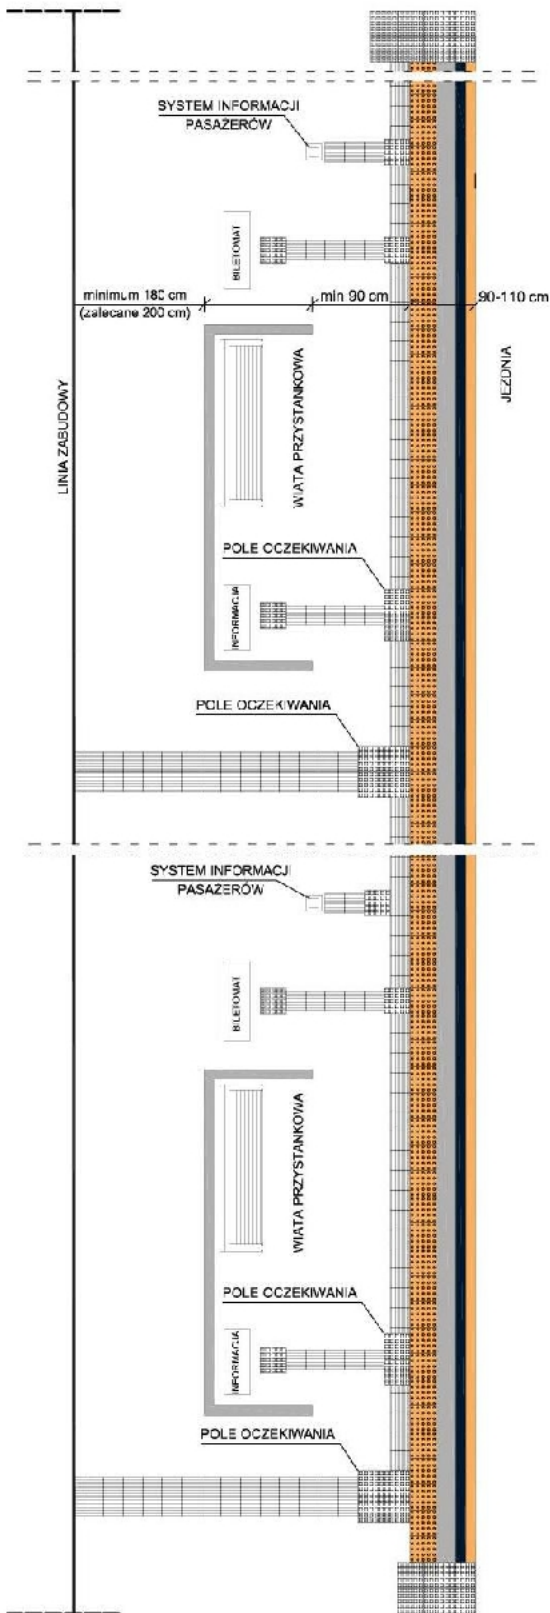 SYSTEM INFORMACJI
PASAŻERÓW
BILETOMAT
minimum 180 cm
(zalecane 200 cm)
min 90 cm
90-110 cm
LINIA ZABUDOWY
WIATA PRZYSTANKOWA
JEZDNIA
POLE OCZEKIWANIA
INFORMACJA
POLE OCZEKIWANIA
SYSTEM INFORMACJI
PASAŻERÓW
BILETOMAT
WIATA PRZYSTANKOWA
POLE OCZEKIWANIA
INFORMACJA
POLE OCZEKIWANIA